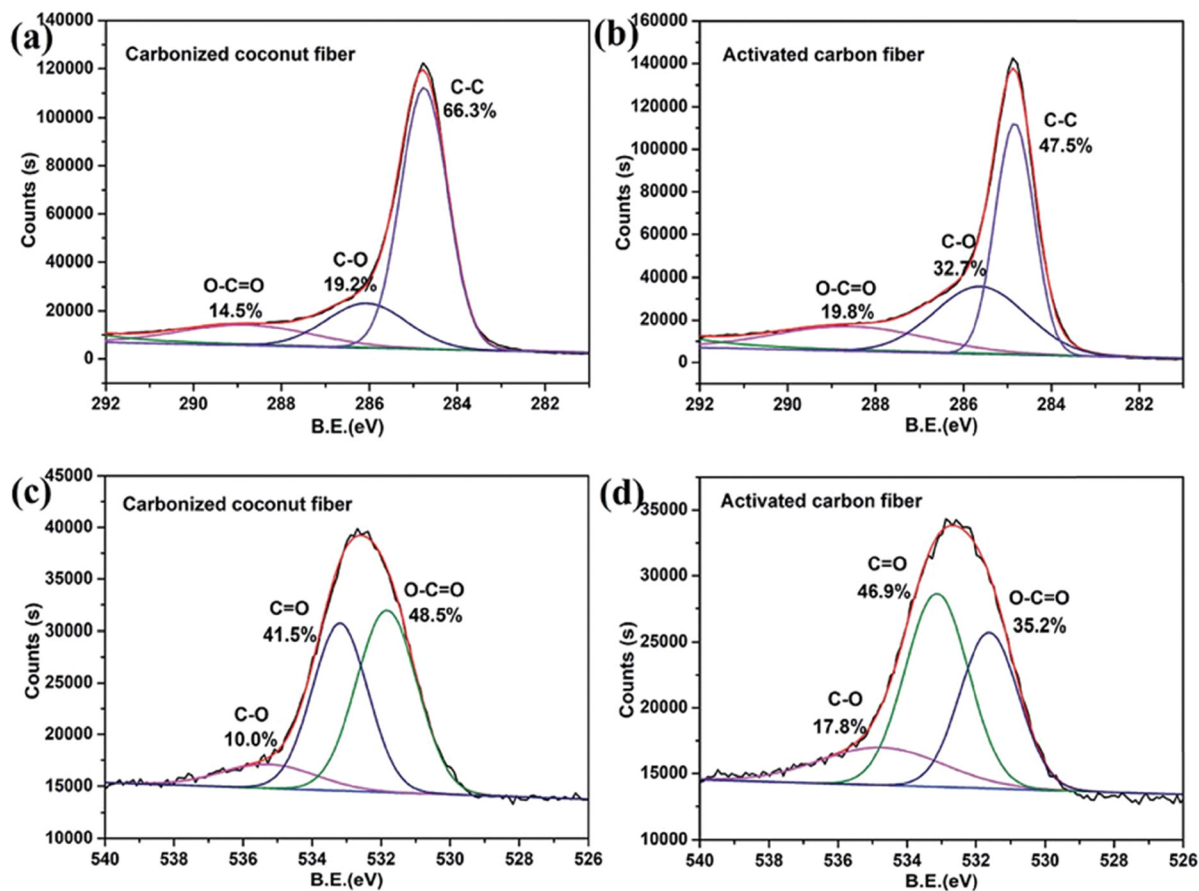 (a)
Carbonized coconut fiber
C-C
66.3%
C-O
19.2%
O-C=O
14.5%
Counts (s)
140000
120000
100000
80000
60000
40000
20000
0
292 290 288 286 284 282
B.E.(eV)
(b)
Activated carbon fiber
C-C
47.5%
C-O
32.7%
O-C=O
19.8%
Counts (s)
160000
140000
120000
100000
80000
60000
40000
20000
0
292 290 288 286 284 282
B.E.(eV)
(c)
Carbonized coconut fiber
C=O
41.5%
O-C=O
48.5%
C-O
10.0%
Counts (s)
45000
40000
35000
30000
25000
20000
15000
10000
540 538 536 534 532 530 528 526
B.E.(eV)
(d)
Activated carbon fiber
C=O
46.9%
O-C=O
35.2%
C-O
17.8%
Counts (s)
35000
30000
25000
20000
15000
10000
540 538 536 534 532 530 528 526
B.E.(eV)